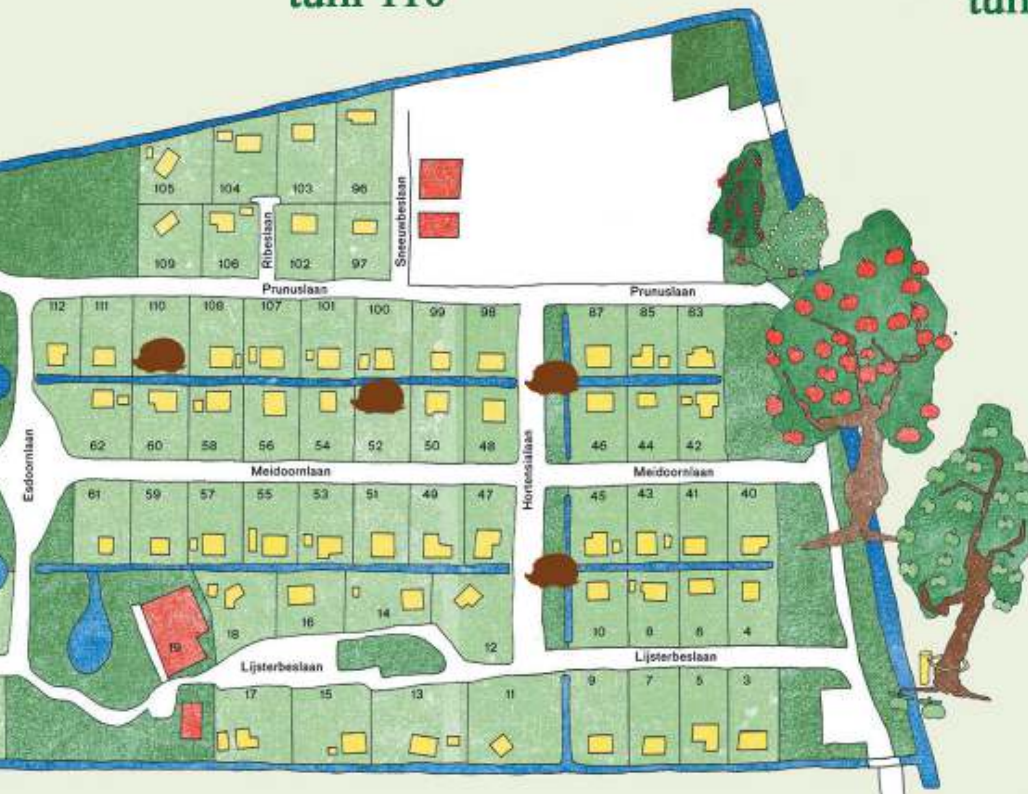 tuin 110
105 104 103 96
Sneeuwbeslaan
Ribeslaan
109 106 102 97
Prunuslaan
Prunuslaan
112 111 110 108 107 101 100 99 98
87 85 83
62 60 58 56 54 52 50 48
46 44 42
Esdoornlaan
Hortensialaan
Meidoornlaan
Meidoornlaan
61 59 57 55 53 51 49 47
45 43 41 40
19 18 16 14 12
10 8 6 4
Lijsterbeslaan
Lijsterbeslaan
17 15 13 11
9 7 5 3